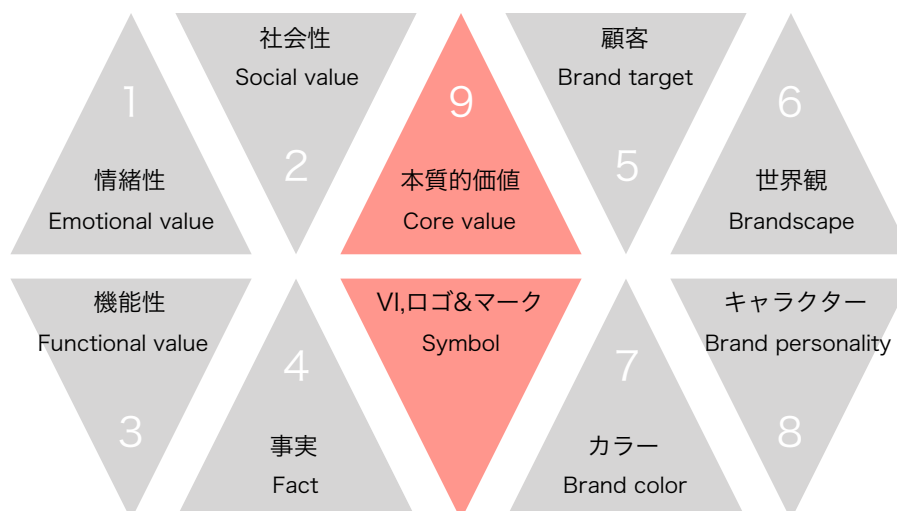 1
情緒性
Emotional value
社会性
Social value
2
9
本質的価値
Core value
顧客
Brand target
5
6
世界観
Brandscape
機能性
Functional value
3
4
事実
Fact
VI,ロゴ&マーク
Symbol
7
カラー
Brand color
キャラクター
Brand personality
8